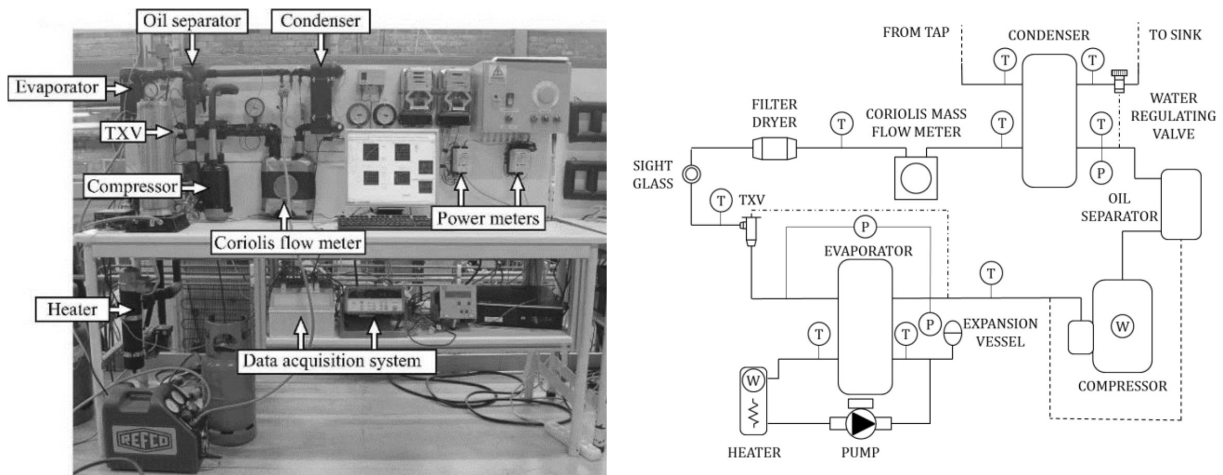 Oil separator
Condenser
Evaporator
TXV
Compressor
Power meters
Coriolis flow meter
Heater
Data acquisition system
REFCO
FROM TAP
CONDENSER
TO SINK
T
T
FILTER
DRYER
CORIOLIS MASS
FLOW METER
WATER
REGULATING
VALVE
T
T
T
P
SIGHT
GLASS
T
TXV
OIL
SEPARATOR
P
EVAPORATOR
T
T
T
P
EXPANSION
VESSEL
W
W
COMPRESSOR
HEATER
PUMP